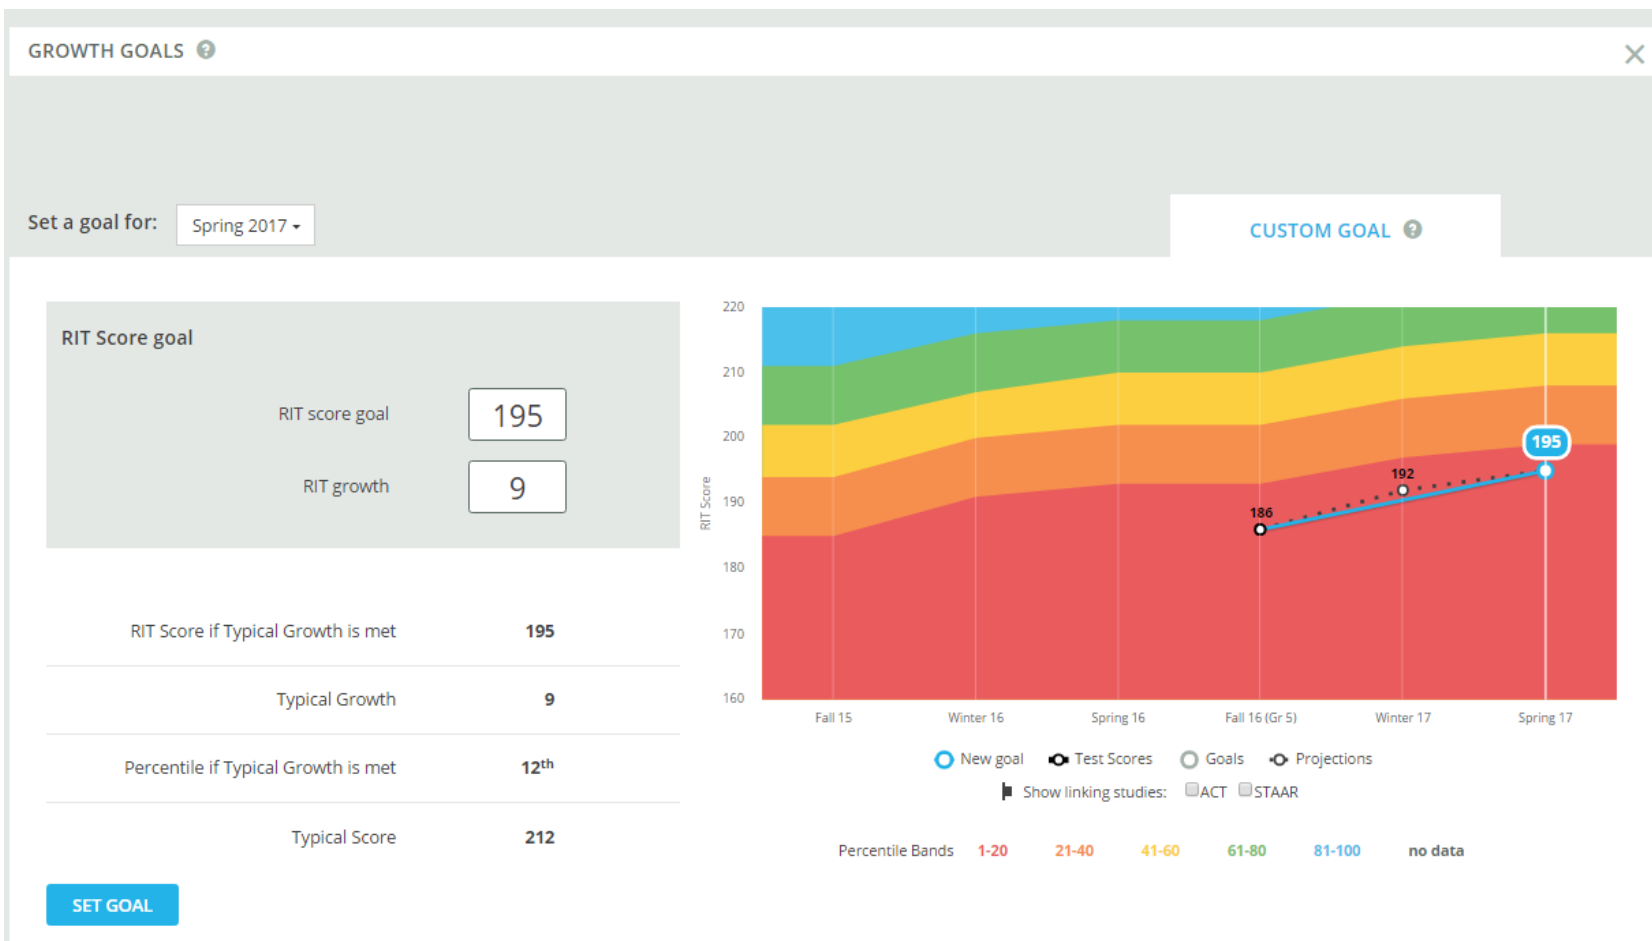 GROWTH GOALS ?
Set a goal for: Spring 2017
CUSTOM GOAL ?
RIT Score goal
RIT score goal 195
RIT growth 9
RIT Score if Typical Growth is met 195
Typical Growth 9
Percentile if Typical Growth is met 12th
Typical Score 212
SET GOAL
RIT Score
220
210
200
190
180
170
160
186
192
195
Fall 15 Winter 16 Spring 16 Fall 16 (Gr 5) Winter 17 Spring 17
New goal Test Scores Goals Projections
Show linking studies: ACT STAAR
Percentile Bands 1-20 21-40 41-60 61-80 81-100 no data